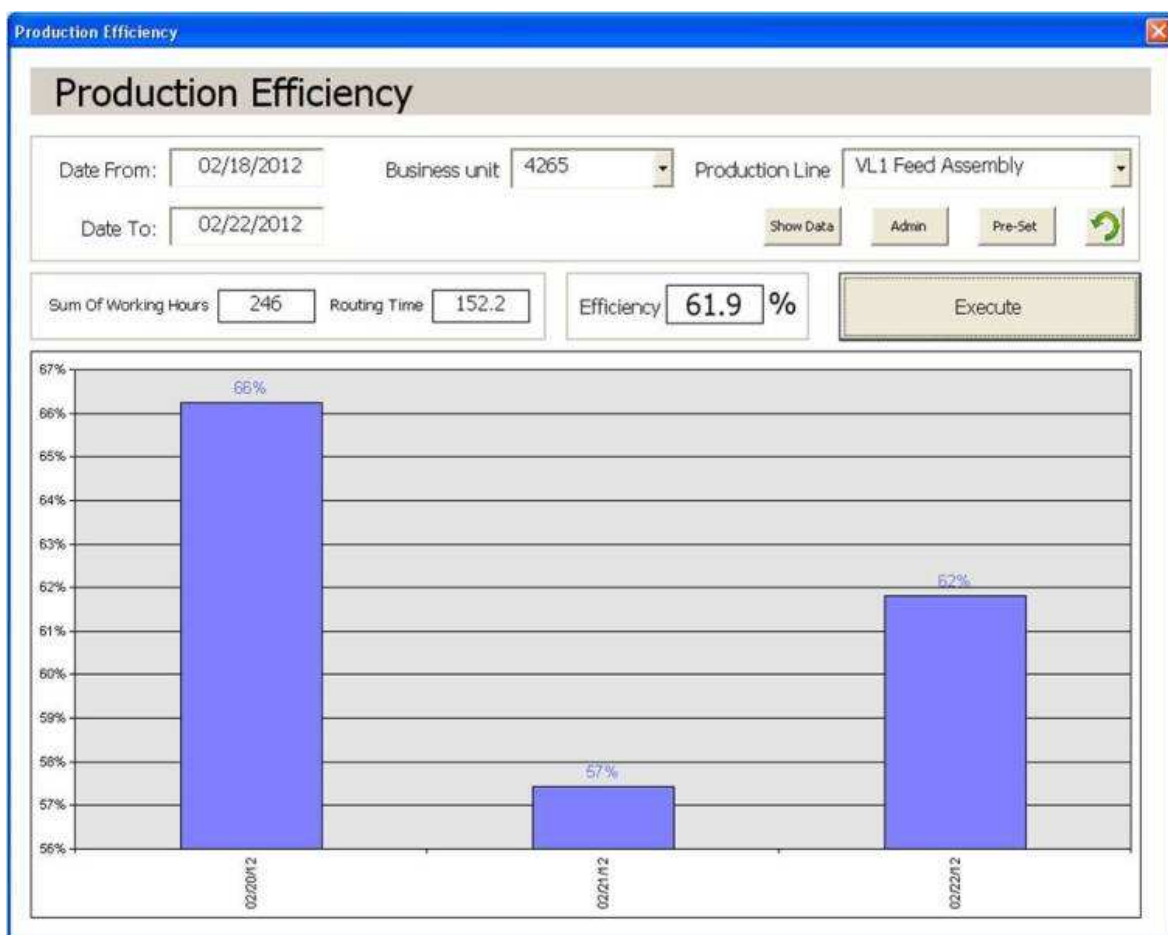 Production Efficiency
Production Efficiency
Date From: 02/18/2012 Business unit 4265 Production Line VL1 Feed Assembly
Date To: 02/22/2012 Show Data Admin Pre-Set
Sum Of Working Hours 246 Routing Time 152.2 Efficiency 61.9 % Execute
67%
66%
66%
65%
64%
63%
62%
62%
61%
60%
59%
58%
57%
57%
56%
02/20/12 02/21/12 02/22/12